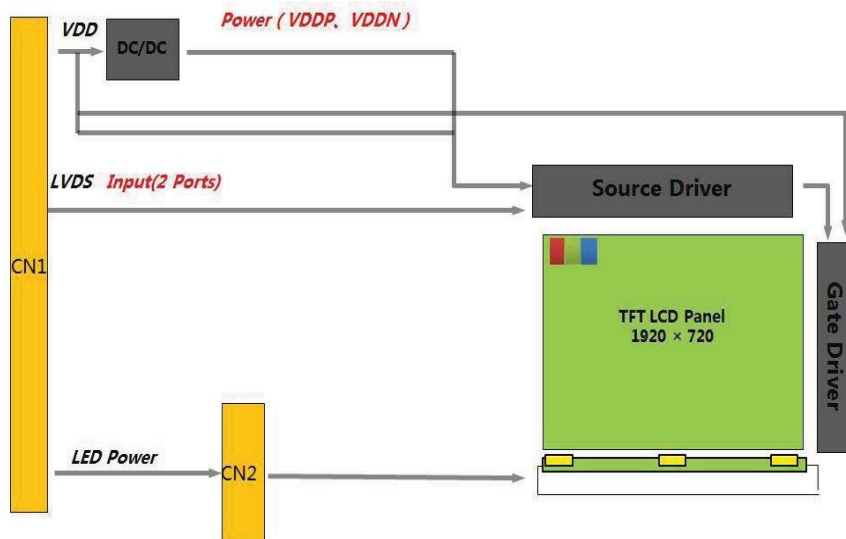 VDD
DC/DC
Power ( VDDP、VDDN )
LVDS Input(2 Ports)
Source Driver
CN1
TFT LCD Panel
1920 × 720
Gate Driver
LED Power
CN2